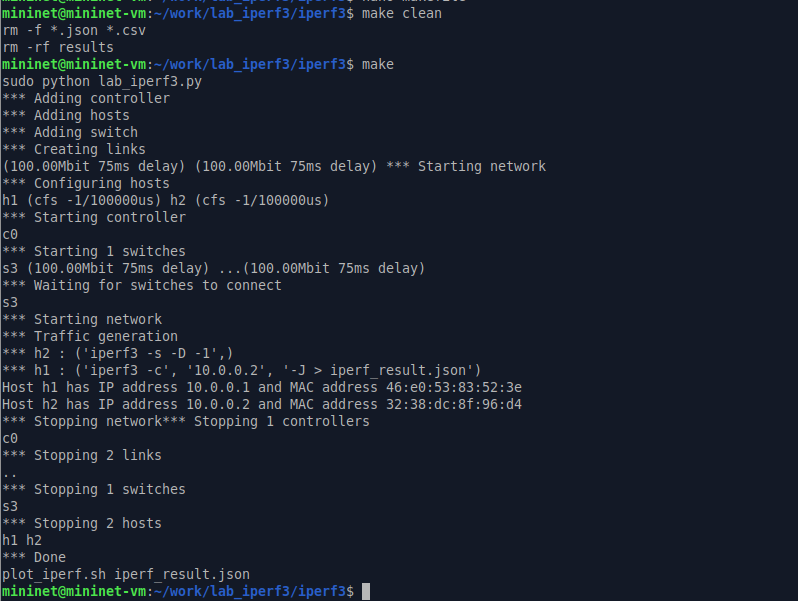 mininet@mininet-vm:~/work/lab_iperf3/iperf3$ make clean
rm -f *.json *.csv
rm -rf results
mininet@mininet-vm:~/work/lab_iperf3/iperf3$ make
sudo python lab_iperf3.py
*** Adding controller
*** Adding hosts
*** Adding switch
*** Creating links
(100.00Mbit 75ms delay) (100.00Mbit 75ms delay) *** Starting network
*** Configuring hosts
h1 (cfs -1/100000us) h2 (cfs -1/100000us)
*** Starting controller
c0
*** Starting 1 switches
s3 (100.00Mbit 75ms delay) ...(100.00Mbit 75ms delay)
*** Waiting for switches to connect
s3
*** Starting network
*** Traffic generation
*** h2 : ('iperf3 -s -D -1',)
*** h1 : ('iperf3 -c', '10.0.0.2', '-J > iperf_result.json')
Host h1 has IP address 10.0.0.1 and MAC address 46:e0:53:83:52:3e
Host h2 has IP address 10.0.0.2 and MAC address 32:38:dc:8f:96:d4
*** Stopping network*** Stopping 1 controllers
c0
*** Stopping 2 links
..
*** Stopping 1 switches
s3
*** Stopping 2 hosts
h1 h2
*** Done
plot_iperf.sh iperf_result.json
mininet@mininet-vm:~/work/lab_iperf3/iperf3$